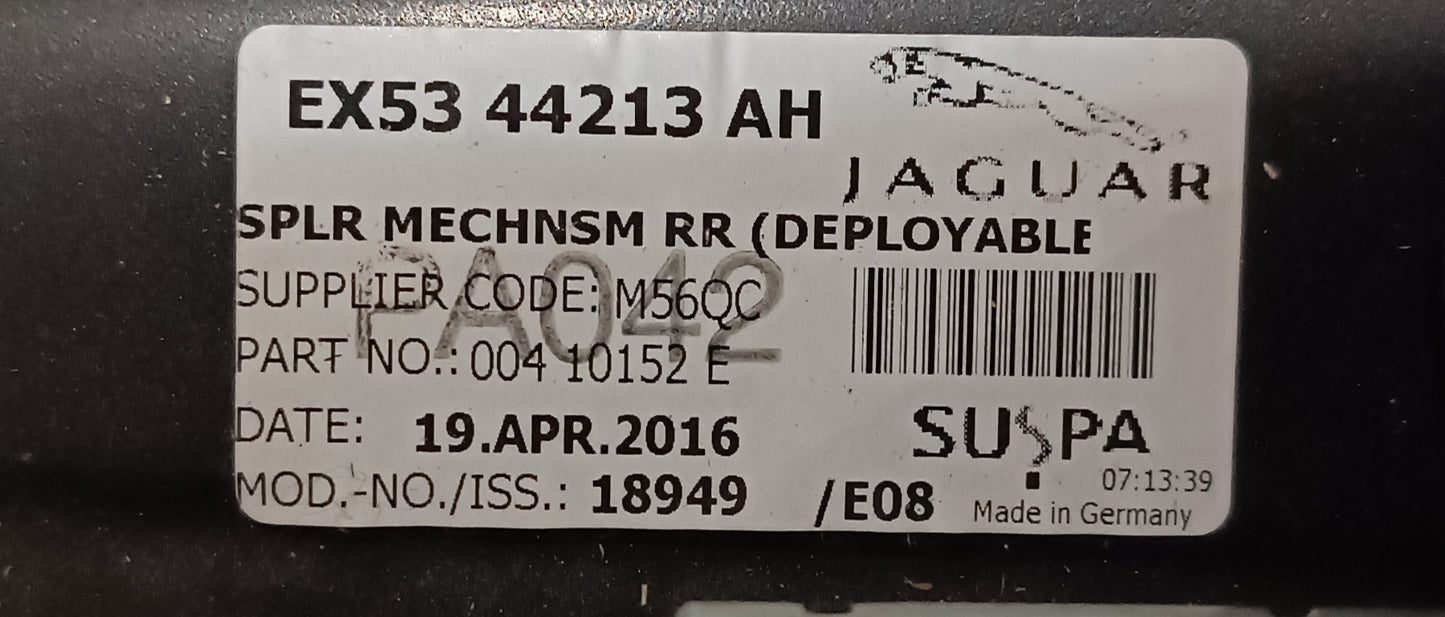 EX53 44213 AH
JAGUAR
SPLR MECHNSM RR (DEPLOYABLE
PA042
SUPPLIER CODE: M56QC
PART NO.: 004 10152 E
DATE: 19.APR.2016
SUSPA
MOD.-NO./ISS.: 18949 /E08
07:13:39
Made in Germany